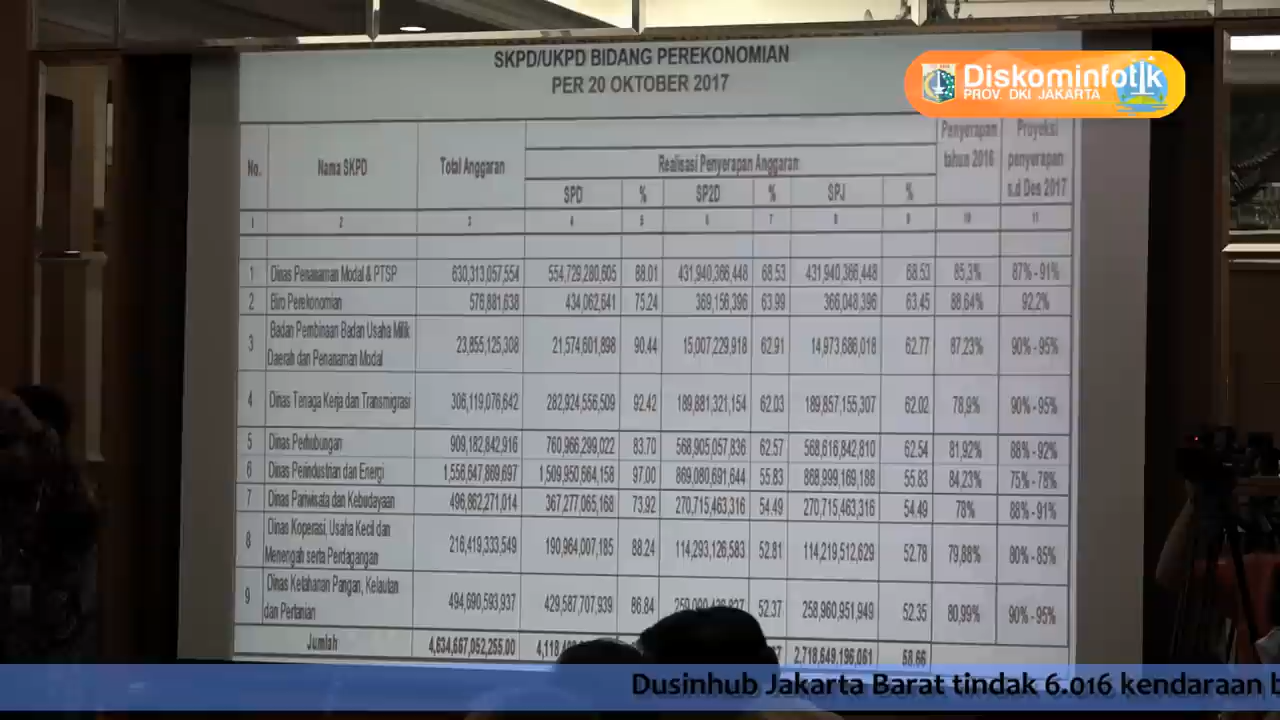 SKPD/UKPD BIDANG PEREKONOMIAN
PER 20 OKTOBER 2017
Diskominfotik
PROV. DKI JAKARTA
No. Nama SKPD Total Anggaran Realisasi Penyerapan Anggaran Penyerapan tahun 2016 Proyeksi penyerapan s.d Des 2017
SPD % SP2D % SPJ %
1 2 3 4 5 6 7 8 9 10 11
1 Dinas Penanaman Modal & PTSP 630,313,057,554 554,729,280,605 88.01 431,940,366,448 68.53 431,940,366,448 68.53 85,3% 87% - 91%
2 Biro Perekonomian 576,881,638 434,062,641 75.24 369,156,396 63.99 366,048,396 63.45 88,64% 92.2%
3 Badan Pembinaan Badan Usaha Milik Daerah dan Penanaman Modal 23,855,125,308 21,574,601,898 90.44 15,007,229,918 62.91 14,973,686,018 62.77 87,23% 90% - 95%
4 Dinas Tenaga Kerja dan Transmigrasi 306,119,076,642 282,924,556,509 92.42 189,881,321,154 62.03 189,857,155,307 62.02 78,9% 90% - 95%
5 Dinas Perhubungan 909,182,842,916 760,966,299,022 83.70 568,905,057,836 62.57 568,616,842,810 62.54 81,92% 88% - 92%
6 Dinas Perindustrian dan Energi 1,556,647,869,697 1,509,950,664,158 97.00 869,080,691,644 55.83 868,999,169,188 55.83 84,23% 75% - 78%
7 Dinas Pariwisata dan Kebudayaan 496,862,271,014 367,277,065,168 73.92 270,715,463,316 54.49 270,715,463,316 54.49 78% 88% - 91%
8 Dinas Koperasi, Usaha Kecil dan Menengah serta Perdagangan 216,419,333,549 190,964,007,185 88.24 114,293,126,583 52.81 114,219,512,629 52.78 79,88% 80% - 85%
9 Dinas Ketahanan Pangan, Kelautan dan Pertanian 494,690,593,937 429,587,707,939 86.84 52.37 258,960,951,949 52.35 80,99% 90% - 95%
Jumlah 4,634,667,052,255.00 4,118 2,718,649,196,061 58.66
Dusinhub Jakarta Barat tindak 6.016 kendaraan